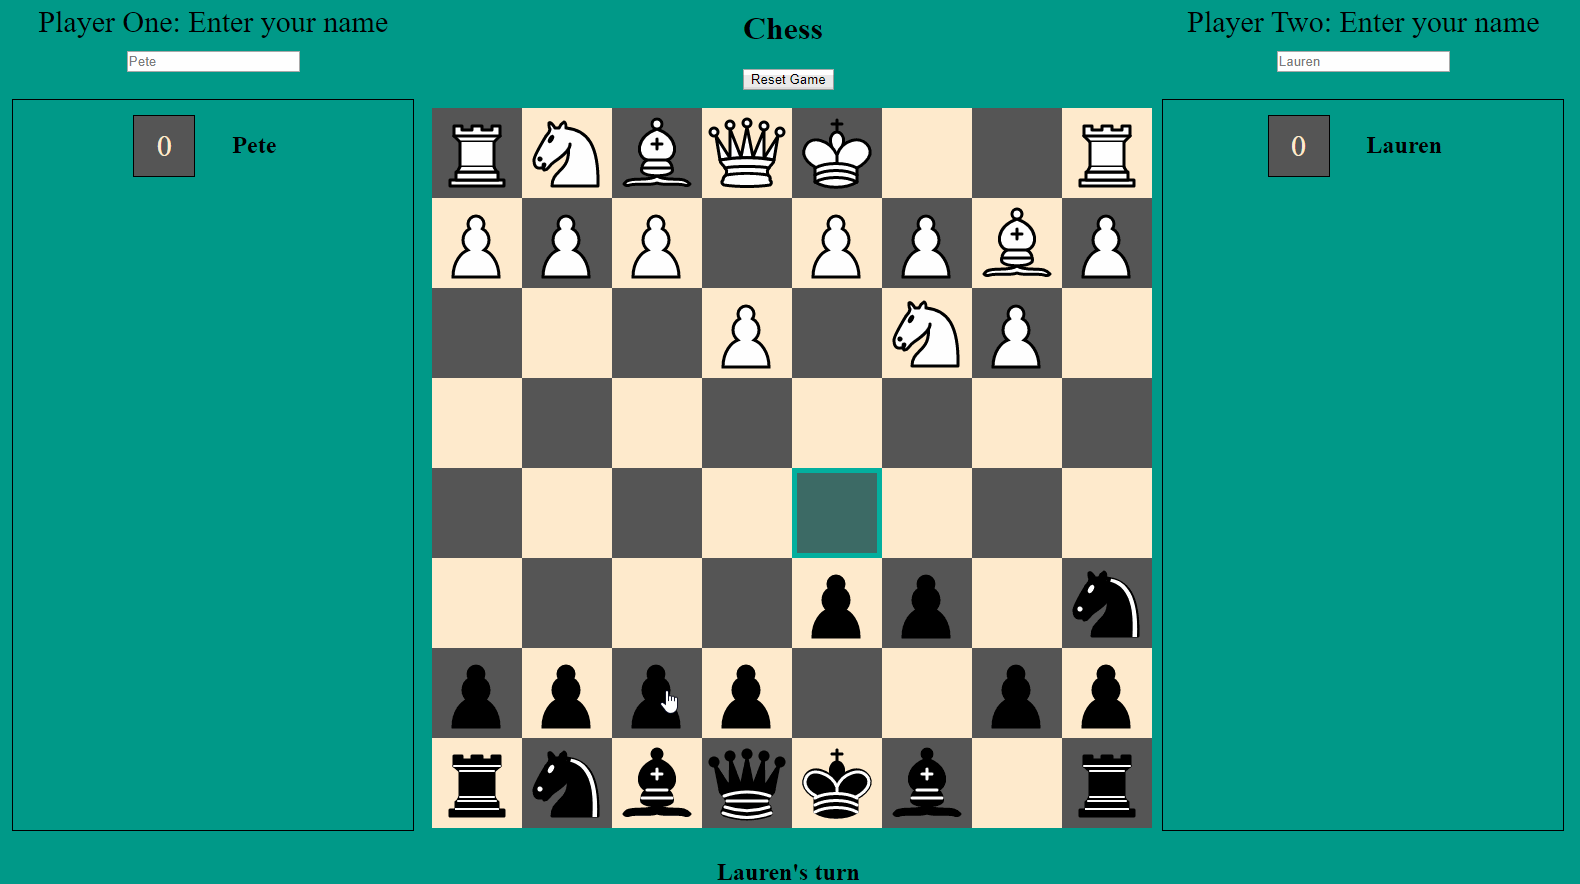 Player One: Enter your name
Pete
Chess
Reset Game
Player Two: Enter your name
Lauren
0
Pete
0
Lauren
Lauren's turn